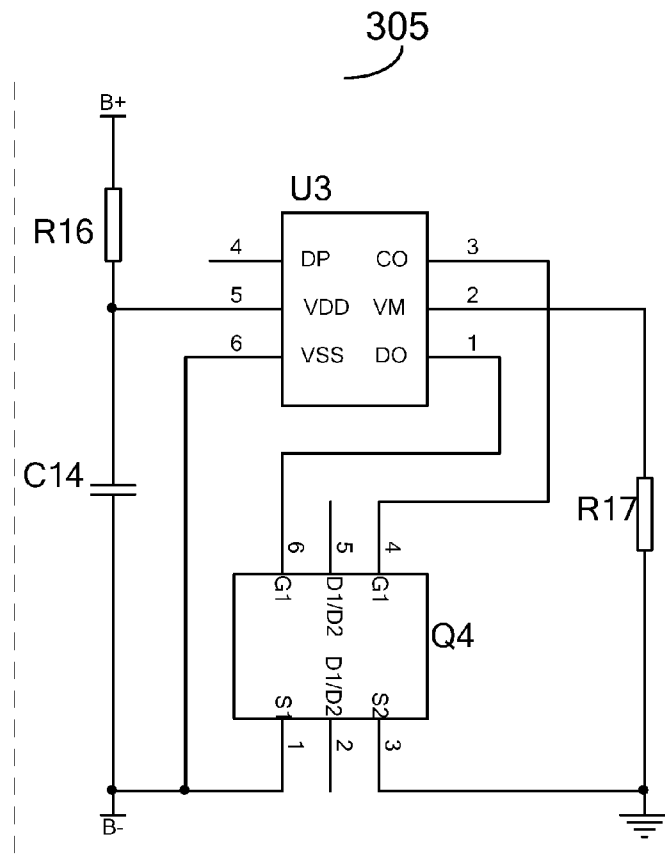 305
B+
U3
R16
4 DP CO 3
5 VDD VM 2
6 VSS DO 1
C14
R17
6 5 4
G1 D1/D2 G1
Q4
S1 D1/D2 S2
1 2 3
B-